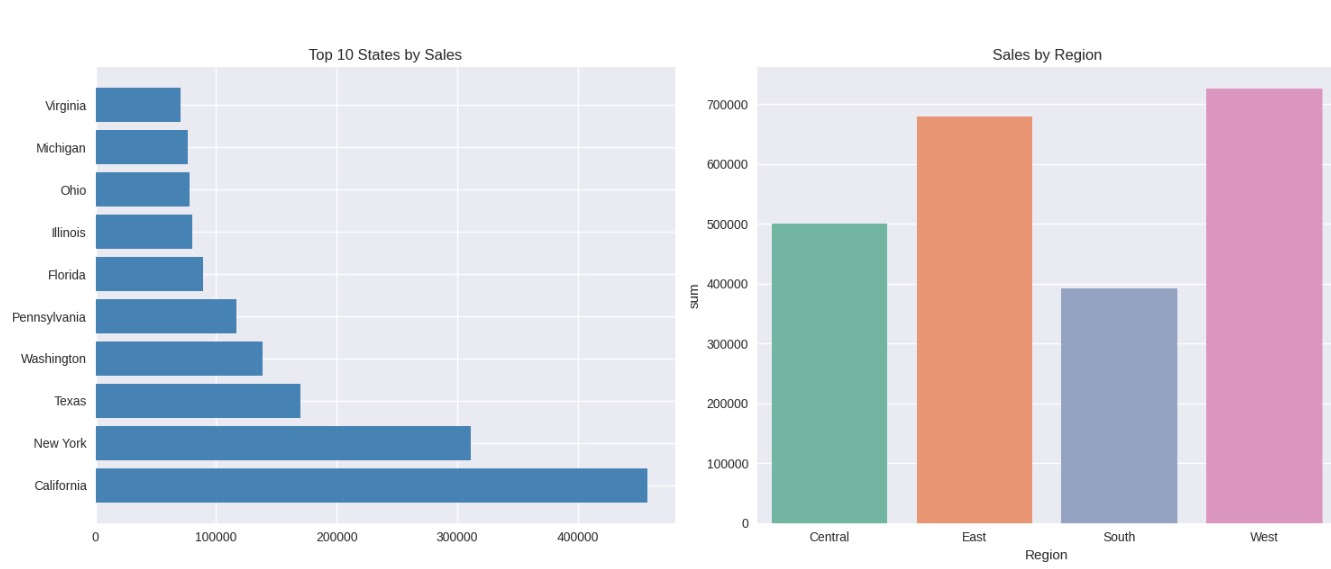 Top 10 States by Sales
Virginia
Michigan
Ohio
Illinois
Florida
Pennsylvania
Washington
Texas
New York
California
0 100000 200000 300000 400000
Sales by Region
sum
700000
600000
500000
400000
300000
200000
100000
0
Central East South West
Region